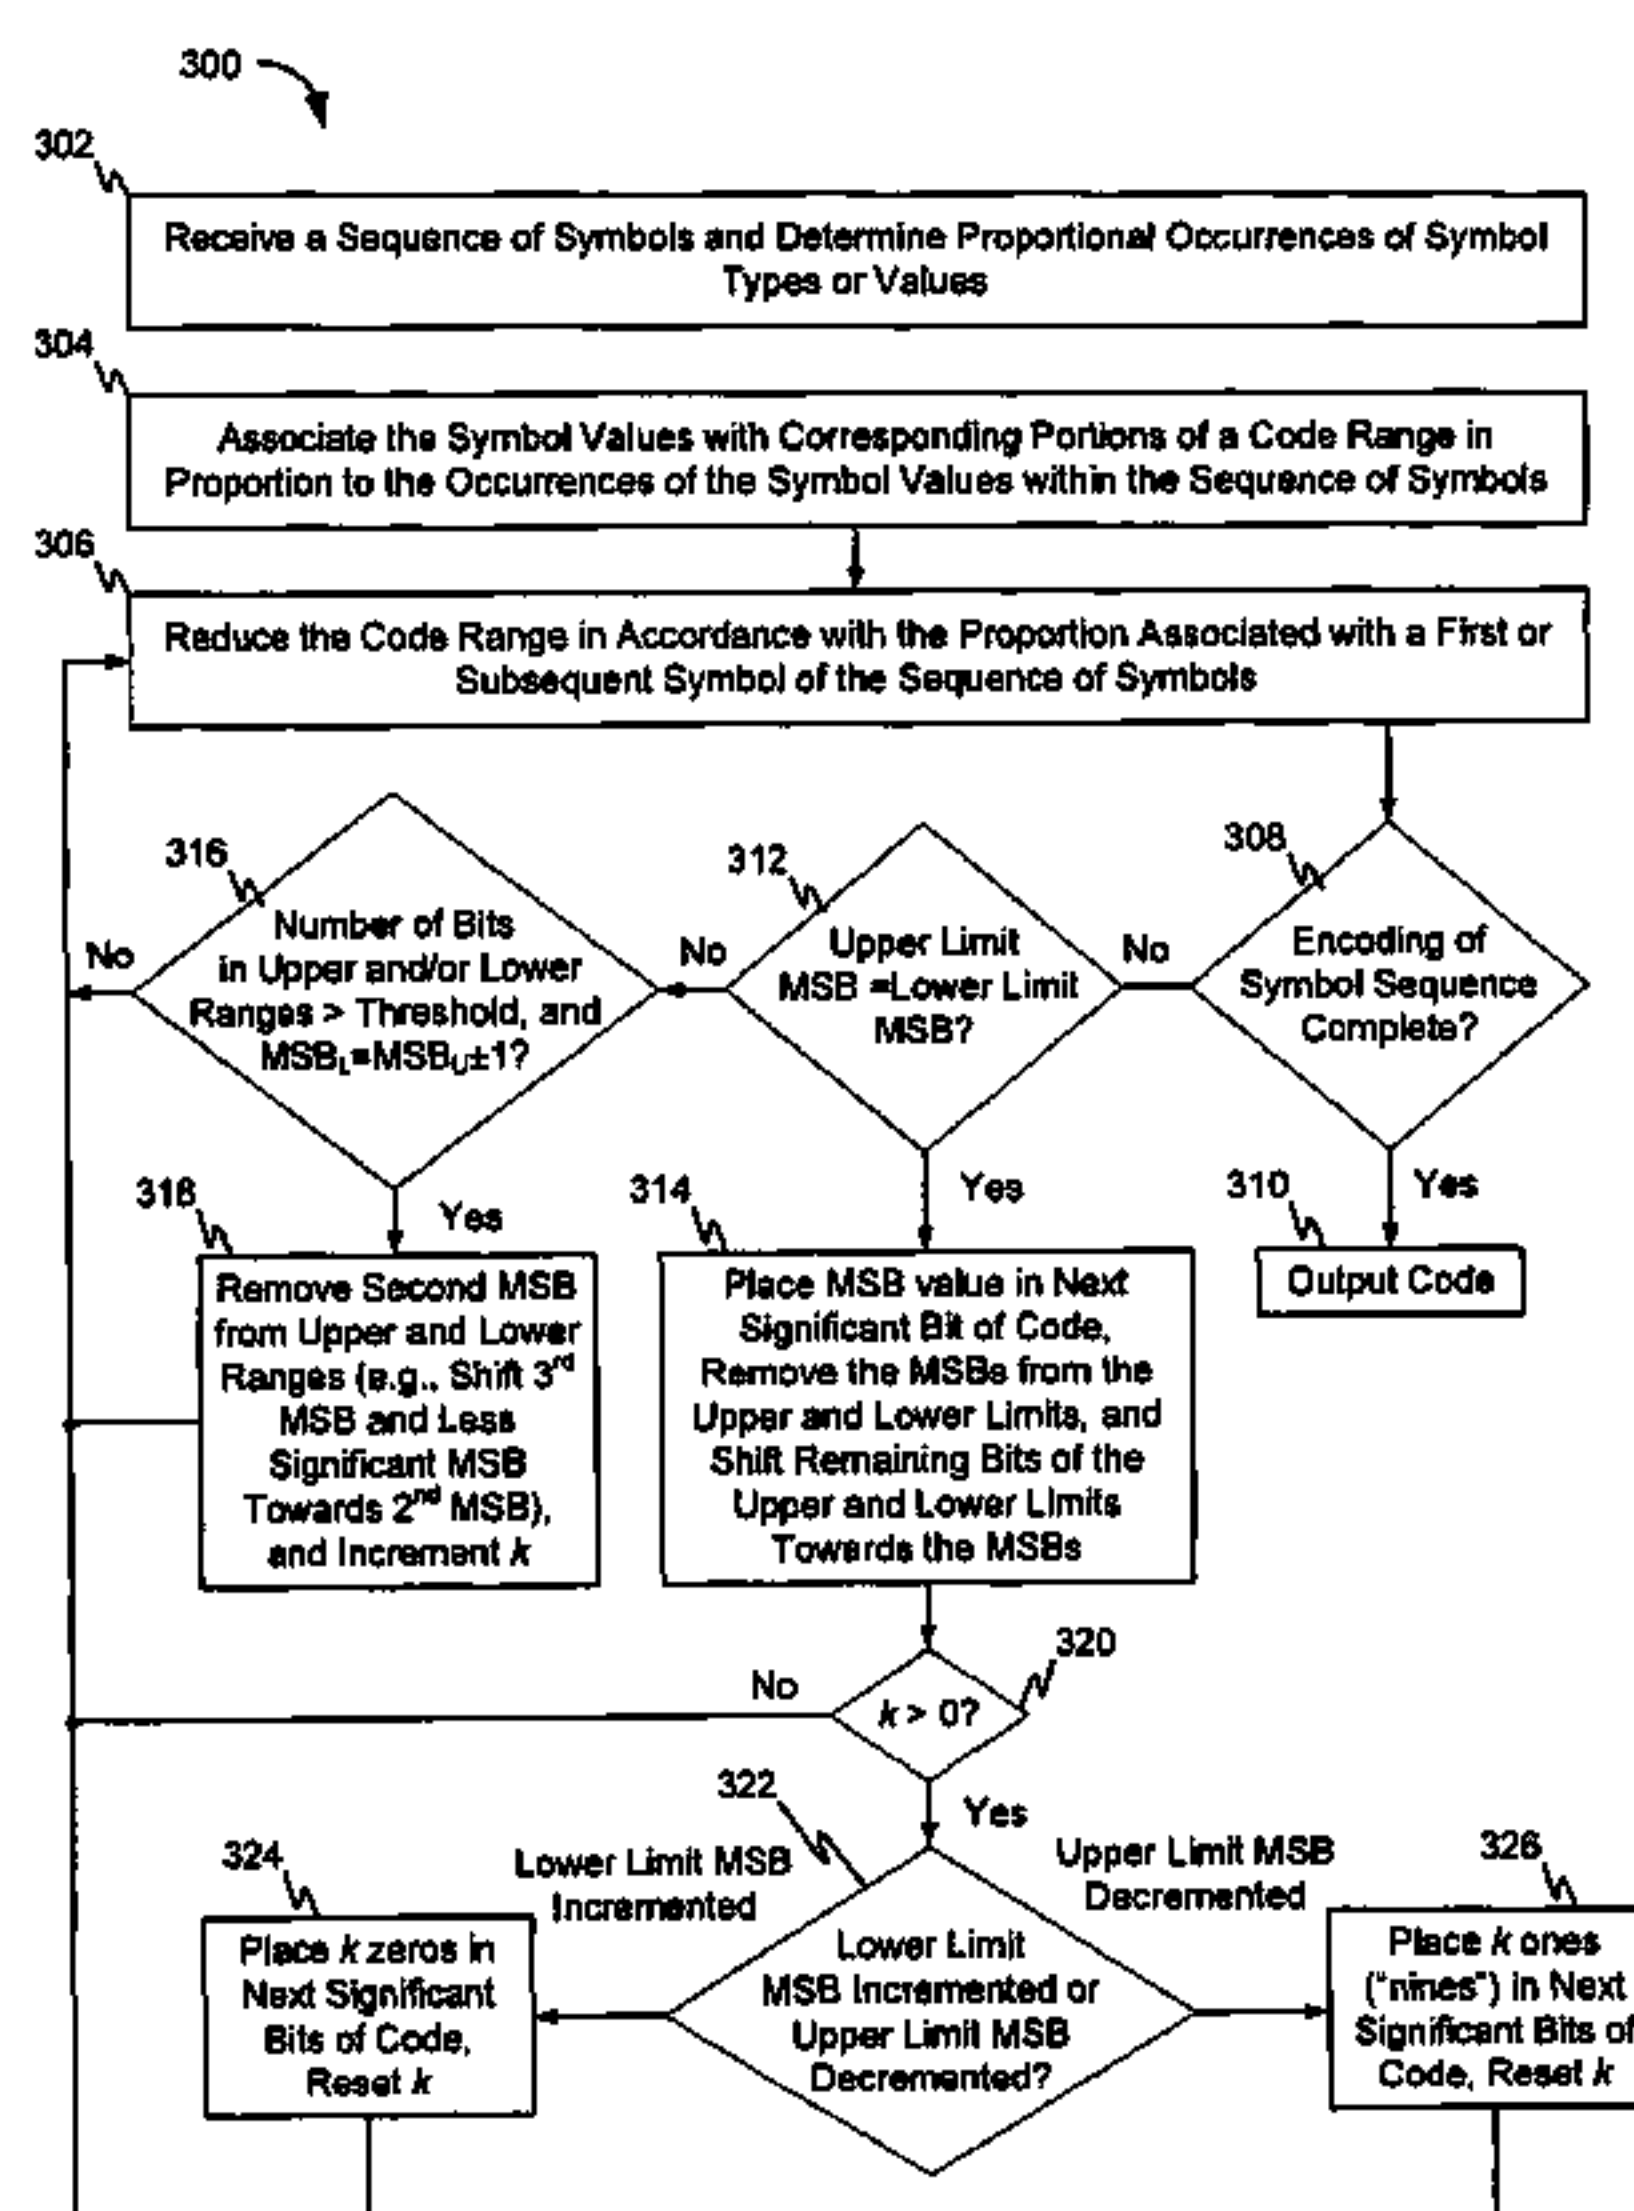 300
302
Receive a Sequence of Symbols and Determine Proportional Occurrences of Symbol
Types or Values
304
Associate the Symbol Values with Corresponding Portions of a Code Range in
Proportion to the Occurrences of the Symbol Values within the Sequence of Symbols
306
Reduce the Code Range in Accordance with the Proportion Associated with a First or
Subsequent Symbol of the Sequence of Symbols
316
Number of Bits
in Upper and/or Lower
Ranges > Threshold, and
MSB_L=MSB_U±1?
No
No
312
Upper Limit
MSB =Lower Limit
MSB?
No
308
Encoding of
Symbol Sequence
Complete?
318
Yes
Remove Second MSB
from Upper and Lower
Ranges (e.g., Shift 3rd
MSB and Less
Significant MSB
Towards 2nd MSB),
and Increment k
314
Yes
Place MSB value in Next
Significant Bit of Code,
Remove the MSBs from the
Upper and Lower Limits, and
Shift Remaining Bits of the
Upper and Lower Limits
Towards the MSBs
310
Yes
Output Code
320
No
k > 0?
Yes
322
Lower Limit MSB
Incremented
Upper Limit MSB
Decremented
Lower Limit
MSB Incremented or
Upper Limit MSB
Decremented?
324
Place k zeros in
Next Significant
Bits of Code,
Reset k
326
Place k ones
("nines") in Next
Significant Bits of
Code, Reset k